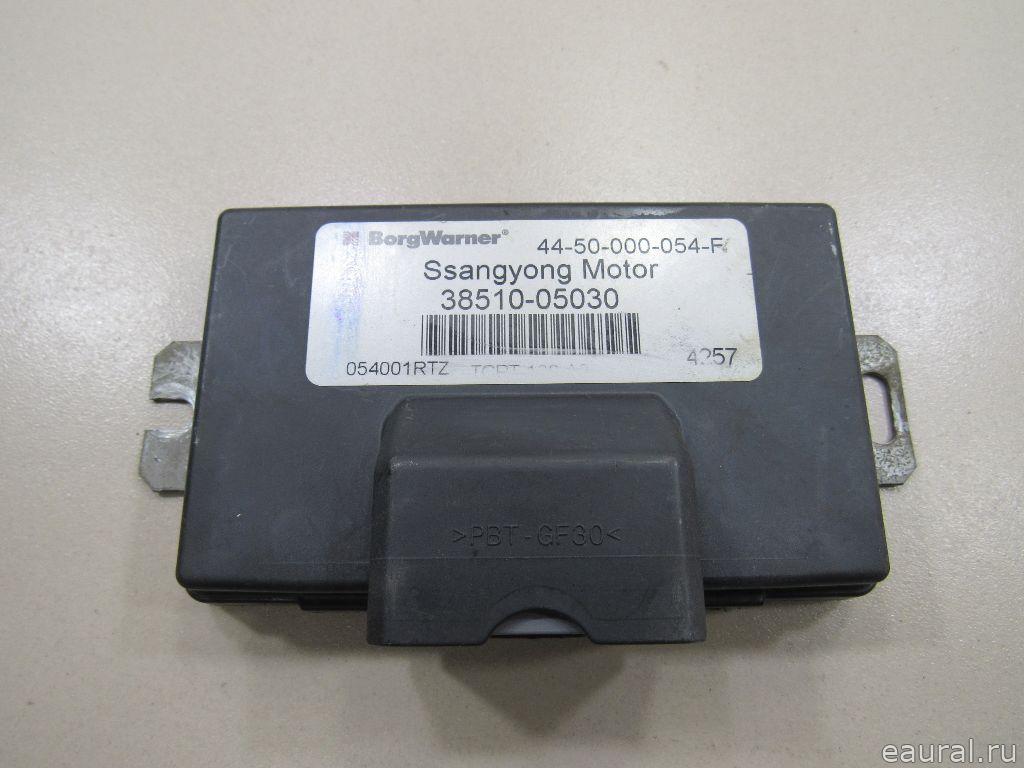 BorgWarner®
44-50-000-054-F
Ssangyong Motor
38510-05030
054001RTZ
4257
>PBT-GF30<
eaural.ru